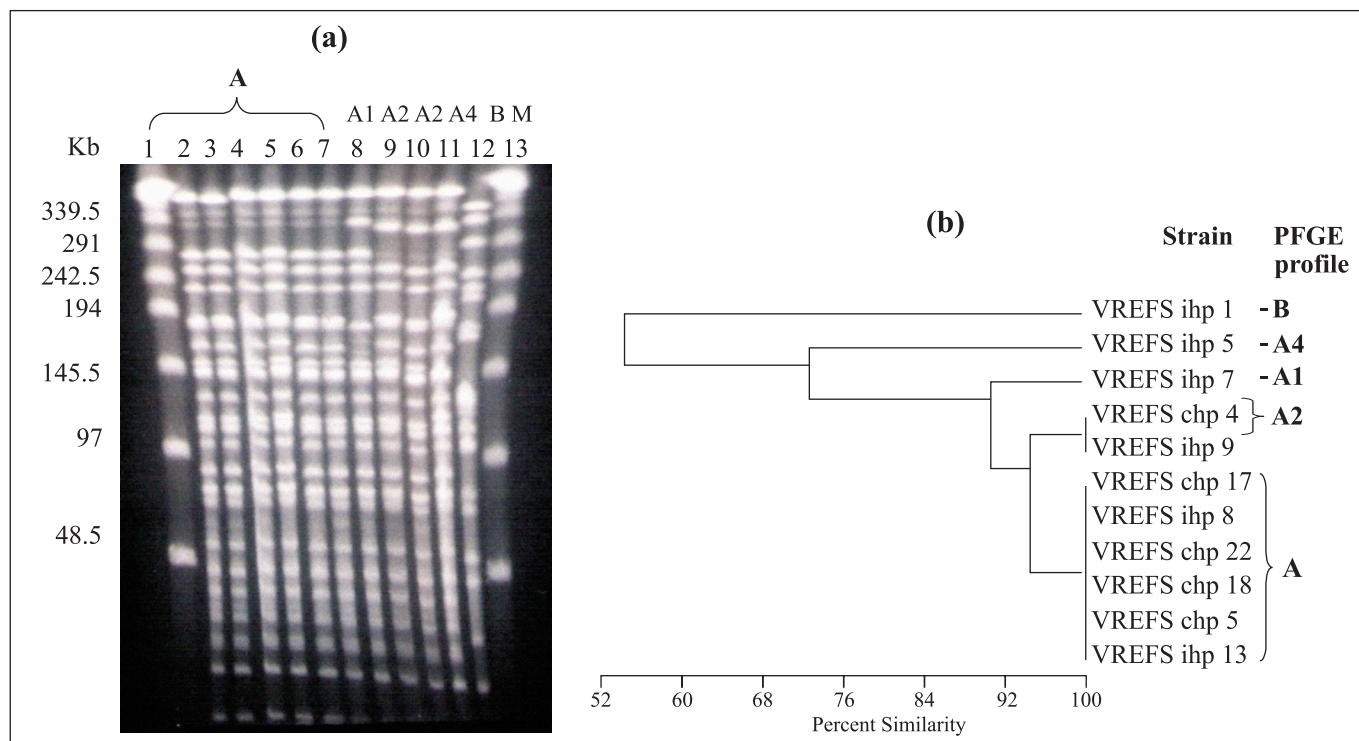 (a)
A
A1 A2 A2 A4 B M
Kb 1 2 3 4 5 6 7 8 9 10 11 12 13
339.5
291
242.5
194
145.5
97
48.5
(b)
Strain PFGE
profile
VREFS ihp 1 -B
VREFS ihp 5 -A4
VREFS ihp 7 -A1
VREFS chp 4
A2
VREFS ihp 9
VREFS chp 17
VREFS ihp 8
VREFS chp 22
A
VREFS chp 18
VREFS chp 5
VREFS ihp 13
52 60 68 76 84 92 100
Percent Similarity